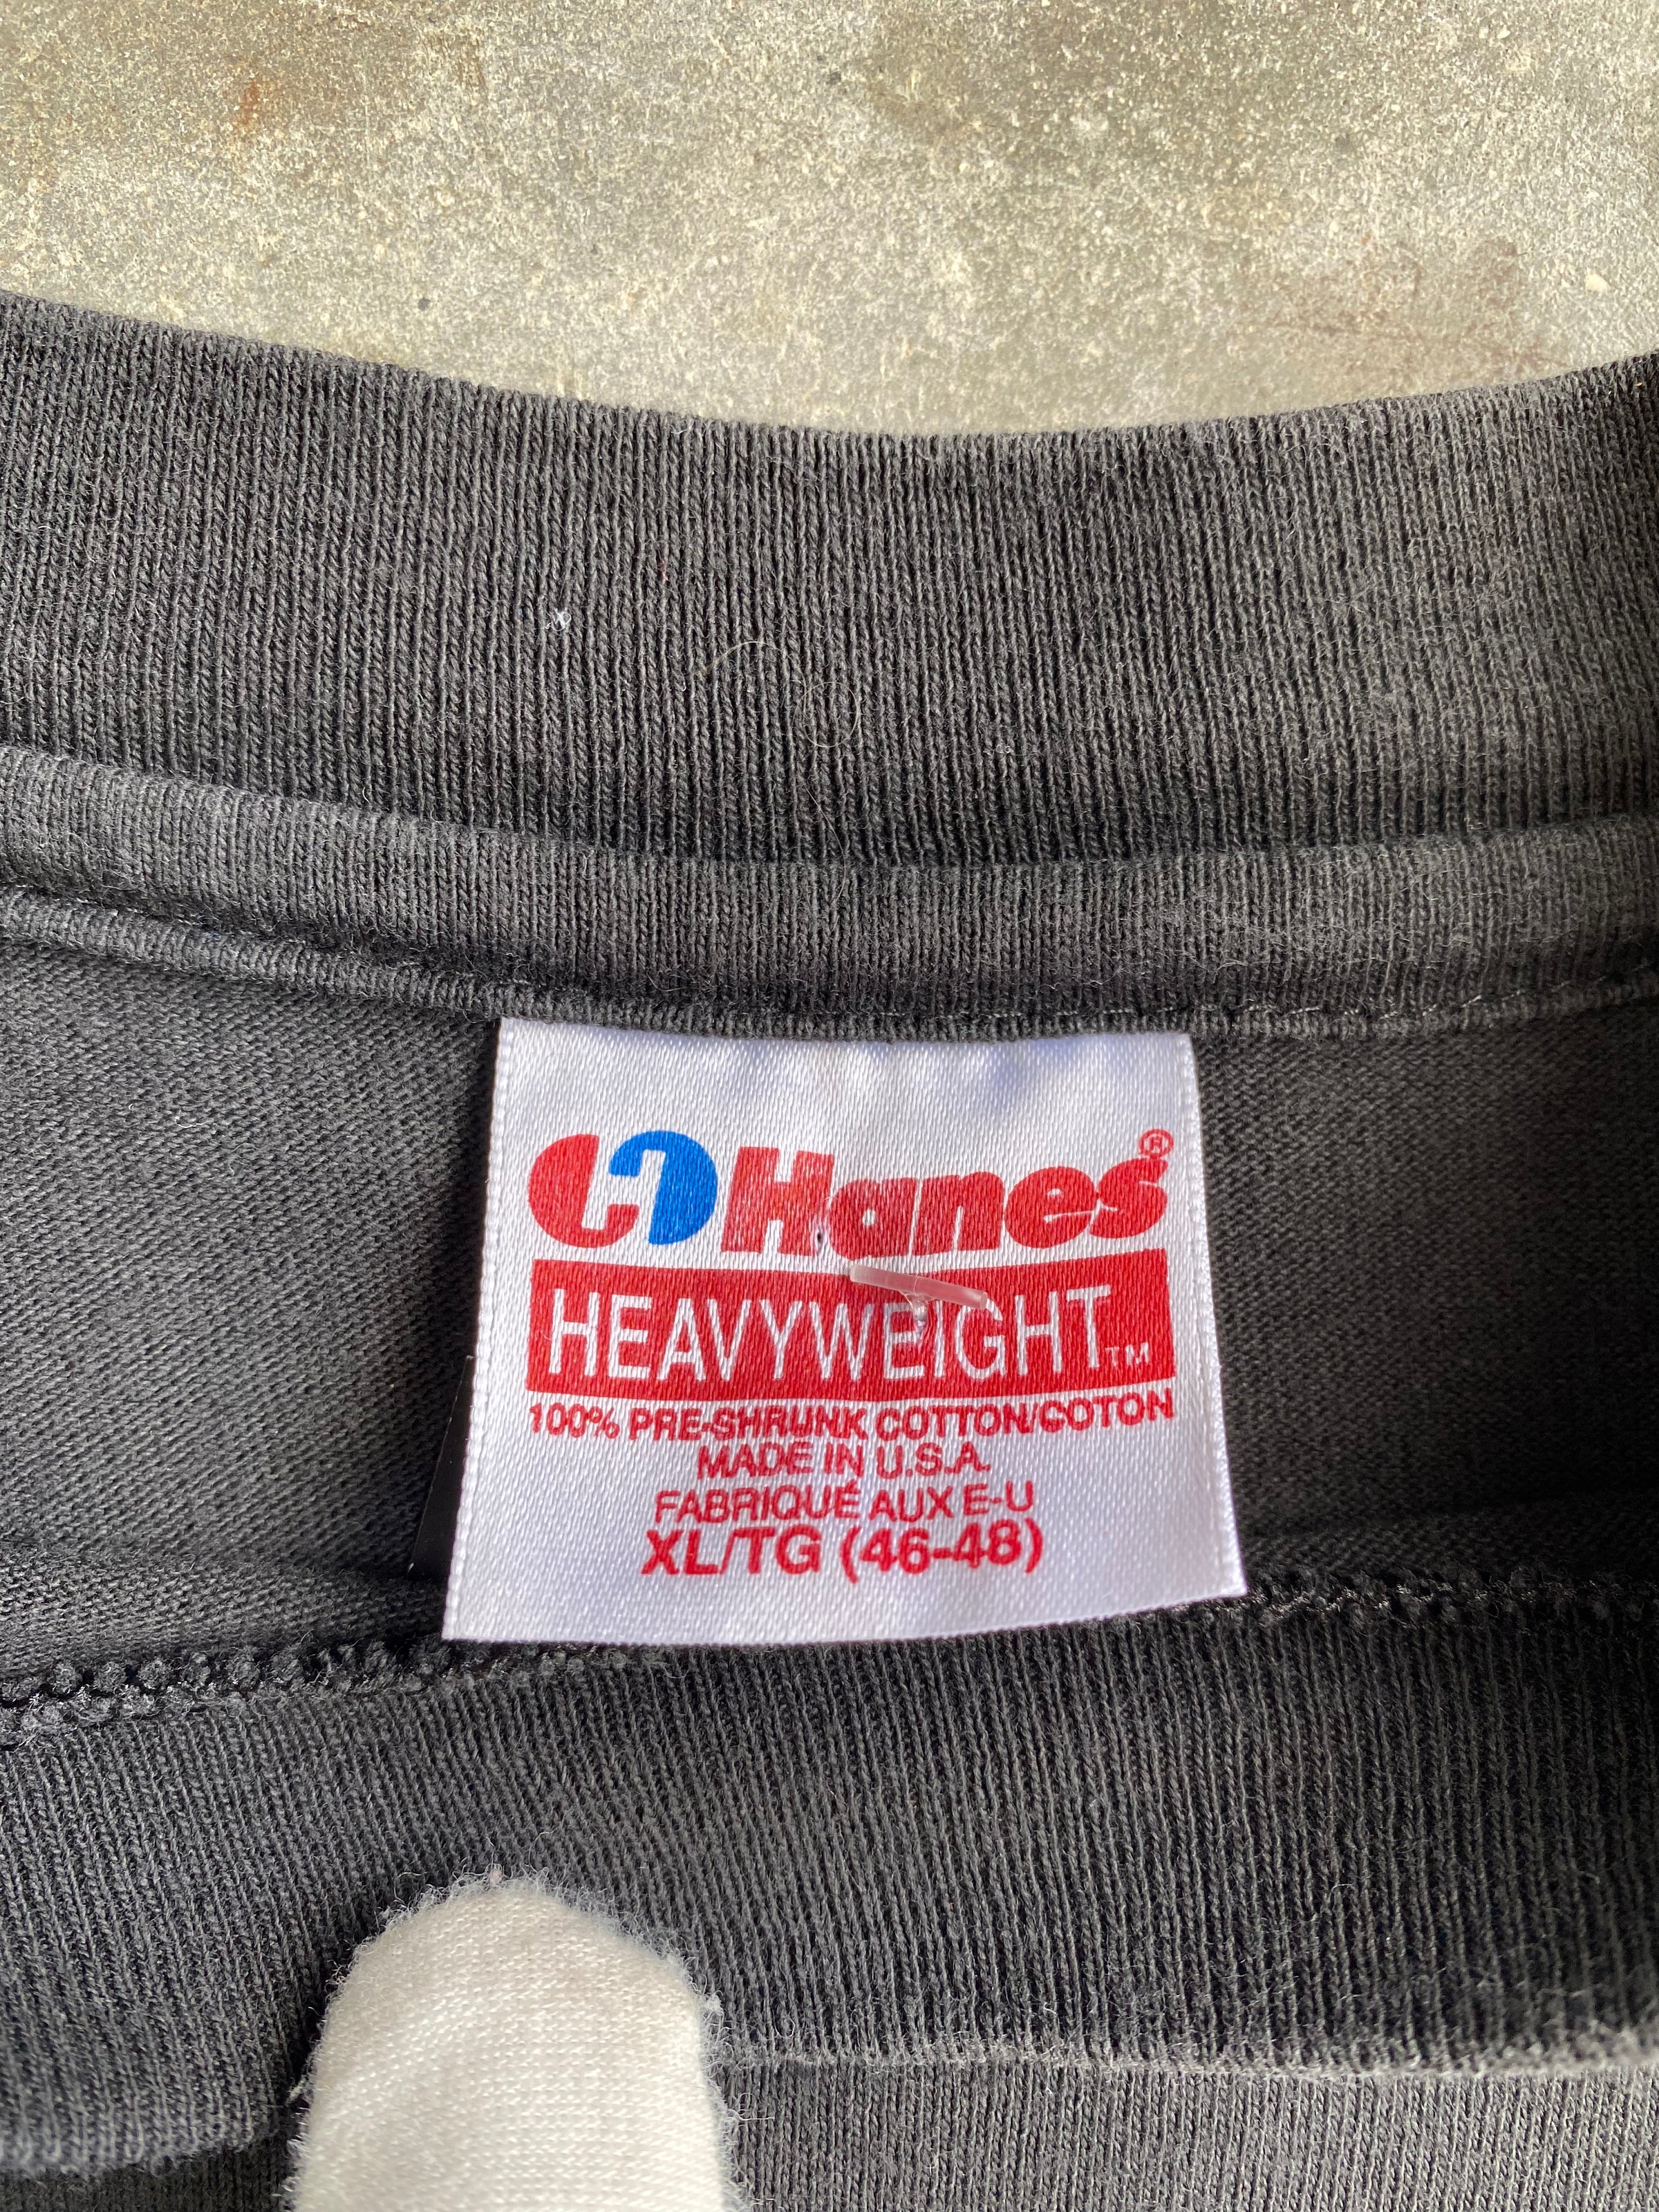 Hanes®
HEAVYWEIGHT™
100% PRE-SHRUNK COTTON/COTON
MADE IN U.S.A.
FABRIQUÉ AUX E-U
XL/TG (46-48)